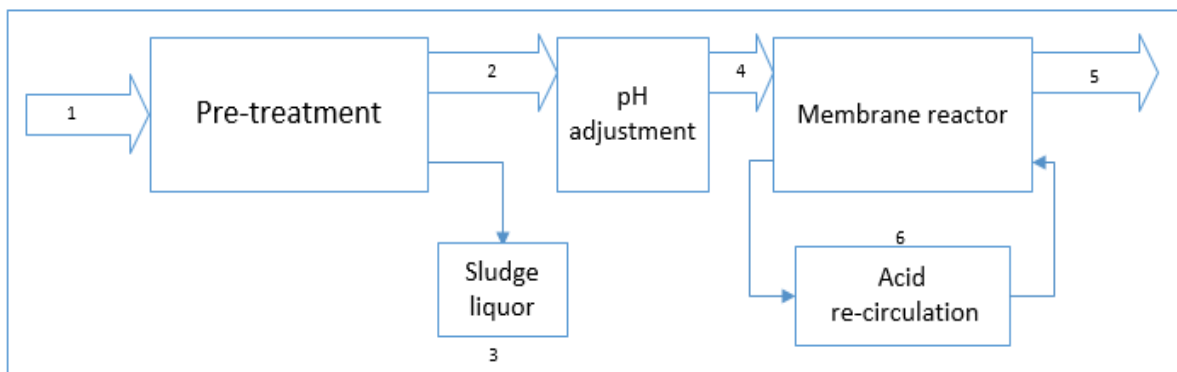 1
Pre-treatment
2
pH
adjustment
4
Membrane reactor
5
Sludge
liquor
3
6
Acid
re-circulation